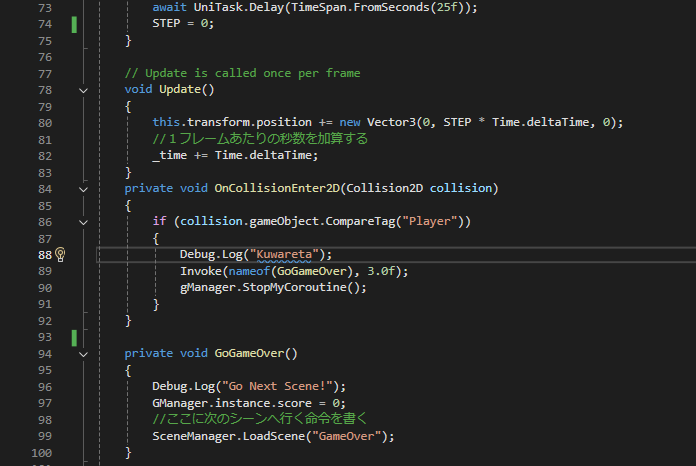 73 await UniTask.Delay(TimeSpan.FromSeconds(25f));
74 STEP = 0;
75 }
76
77 // Update is called once per frame
78 void Update()
79 {
80 this.transform.position += new Vector3(0, STEP * Time.deltaTime, 0);
81 //１フレームあたりの秒数を加算する
82 _time += Time.deltaTime;
83 }
84 private void OnCollisionEnter2D(Collision2D collision)
85 {
86 if (collision.gameObject.CompareTag("Player"))
87 {
88 Debug.Log("Kuwareta");
89 Invoke(nameof(GoGameOver), 3.0f);
90 gManager.StopMyCoroutine();
91 }
92 }
93
94 private void GoGameOver()
95 {
96 Debug.Log("Go Next Scene!");
97 GManager.instance.score = 0;
98 //ここに次のシーンへ行く命令を書く
99 SceneManager.LoadScene("GameOver");
100 }